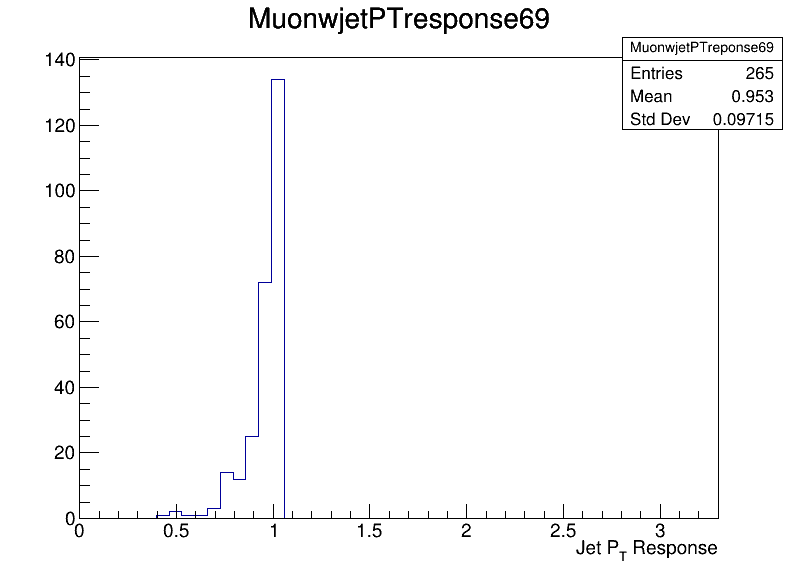 MuonwjetPTresponse69
MuonwjetPTreponse69
Entries 265
Mean 0.953
Std Dev 0.09715
140
120
100
80
60
40
20
0
0 0.5 1 1.5 2 2.5 3
Jet PT Response